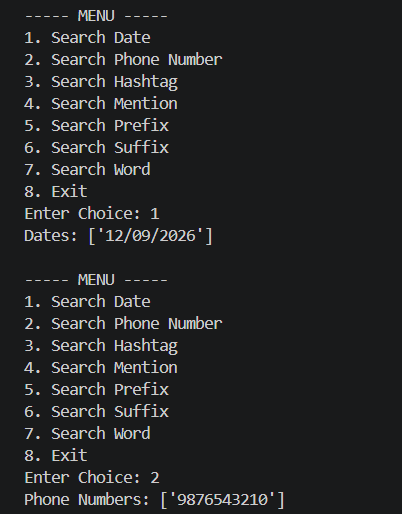 ----- MENU -----
1. Search Date
2. Search Phone Number
3. Search Hashtag
4. Search Mention
5. Search Prefix
6. Search Suffix
7. Search Word
8. Exit
Enter Choice: 1
Dates: ['12/09/2026']

----- MENU -----
1. Search Date
2. Search Phone Number
3. Search Hashtag
4. Search Mention
5. Search Prefix
6. Search Suffix
7. Search Word
8. Exit
Enter Choice: 2
Phone Numbers: ['9876543210']